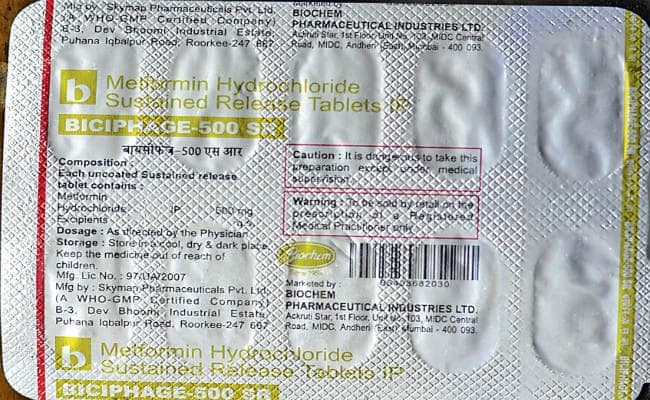 Mfg. by : Skymap Pharmaceuticals Pvt. Ltd.
(A WHO-GMP Certified Company)
B-3, Dev Bhoomi Industrial Estate,
Puhana Iqbalpur Road, Roorkee-247 667
Marketed by :
BIOCHEM
PHARMACEUTICAL INDUSTRIES LTD.
Ackruti Star, 1st Floor, Unit No. 103, MIDC Central
Road, MIDC, Andheri (East) Mumbai - 400 093.
b
Metformin Hydrochloride
Sustained Release Tablets IP
BICIPHAGE-500 SR
बायसीफेज-500 एस आर
Composition :
Each uncoated Sustained release
tablet contains :
Metformin
Hydrochloride IP 500 mg
Excipients q.s.
Dosage : As directed by the Physician
Storage : Store in a cool, dry & dark place.
Keep the medicine out of reach of
children.
Mfg. Lic No. : 97/UA/2007
Mfg by : Skymap Pharmaceuticals Pvt. Ltd.
(A WHO-GMP Certified Company)
B-3, Dev Bhoomi Industrial Estate,
Puhana Iqbalpur Road, Roorkee-247 667
Caution : It is dangerous to take this
preparation except under medical
supervision.
Warning : To be sold by retail on the
prescription of a Registered
Medical Practitioner only.
Biochem
Marketed by :
BIOCHEM
PHARMACEUTICAL INDUSTRIES LTD.
Ackruti Star, 1st Floor, Unit No. 103, MIDC Central
Road, MIDC, Andheri (East) Mumbai - 400 093.
b
Metformin Hydrochloride
Sustained Release Tablets IP
BICIPHAGE-500 SR